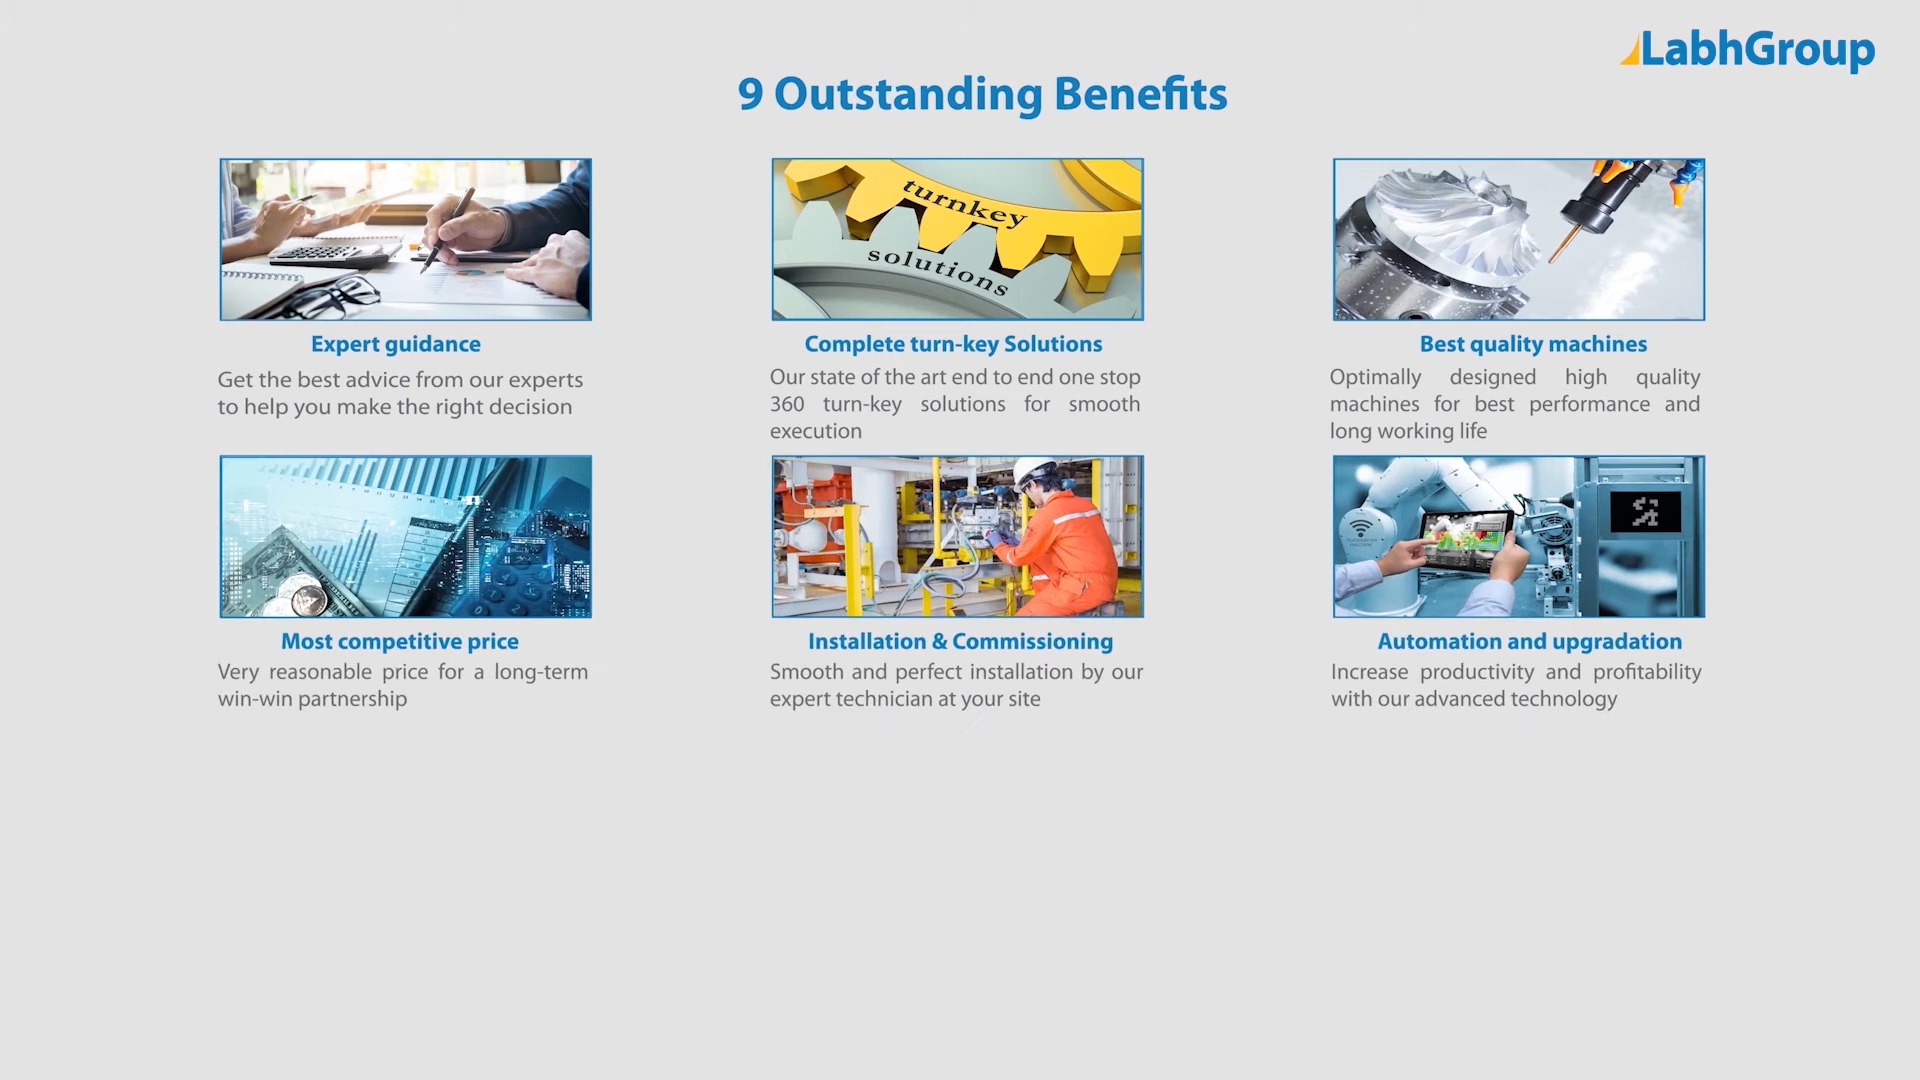 LabhGroup
9 Outstanding Benefits
turnkey
solutions
Expert guidance
Get the best advice from our experts
to help you make the right decision
Complete turn-key Solutions
Our state of the art end to end one stop
360 turn-key solutions for smooth
execution
Best quality machines
Optimally designed high quality
machines for best performance and
long working life
Most competitive price
Very reasonable price for a long-term
win-win partnership
Installation & Commissioning
Smooth and perfect installation by our
expert technician at your site
Automation and upgradation
Increase productivity and profitability
with our advanced technology